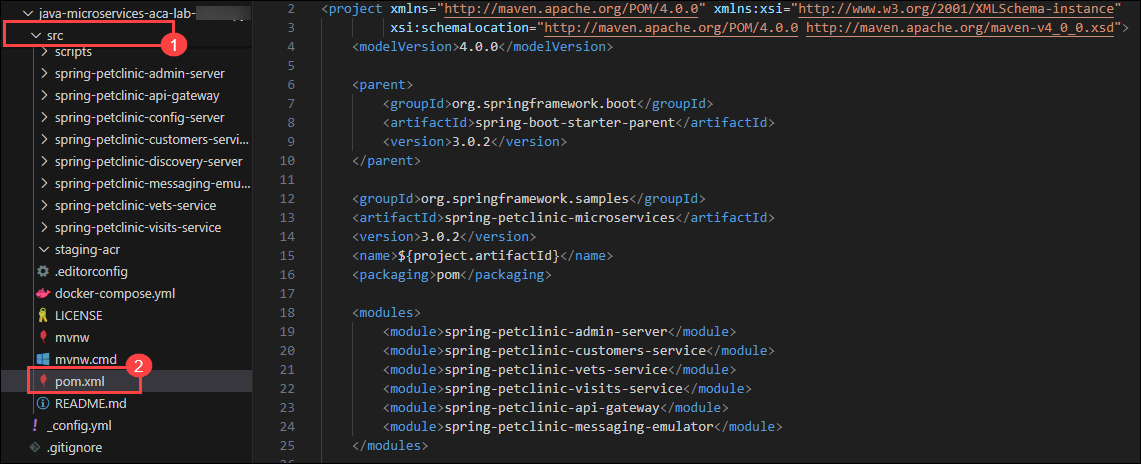 java-microservices-aca-lab-
src
1
scripts
spring-petclinic-admin-server
spring-petclinic-api-gateway
spring-petclinic-config-server
spring-petclinic-customers-servi...
spring-petclinic-discovery-server
spring-petclinic-messaging-emu...
spring-petclinic-vets-service
spring-petclinic-visits-service
staging-acr
.editorconfig
docker-compose.yml
LICENSE
mvnw
mvnw.cmd
2
pom.xml
README.md
_config.yml
.gitignore
2 <project xmlns="http://maven.apache.org/POM/4.0.0" xmlns:xsi="http://www.w3.org/2001/XMLSchema-instance"
3 xsi:schemaLocation="http://maven.apache.org/POM/4.0.0 http://maven.apache.org/maven-v4_0_0.xsd">
4 <modelVersion>4.0.0</modelVersion>
5
6 <parent>
7 <groupId>org.springframework.boot</groupId>
8 <artifactId>spring-boot-starter-parent</artifactId>
9 <version>3.0.2</version>
10 </parent>
11
12 <groupId>org.springframework.samples</groupId>
13 <artifactId>spring-petclinic-microservices</artifactId>
14 <version>3.0.2</version>
15 <name>${project.artifactId}</name>
16 <packaging>pom</packaging>
17
18 <modules>
19 <module>spring-petclinic-admin-server</module>
20 <module>spring-petclinic-customers-service</module>
21 <module>spring-petclinic-vets-service</module>
22 <module>spring-petclinic-visits-service</module>
23 <module>spring-petclinic-api-gateway</module>
24 <module>spring-petclinic-messaging-emulator</module>
25 </modules>